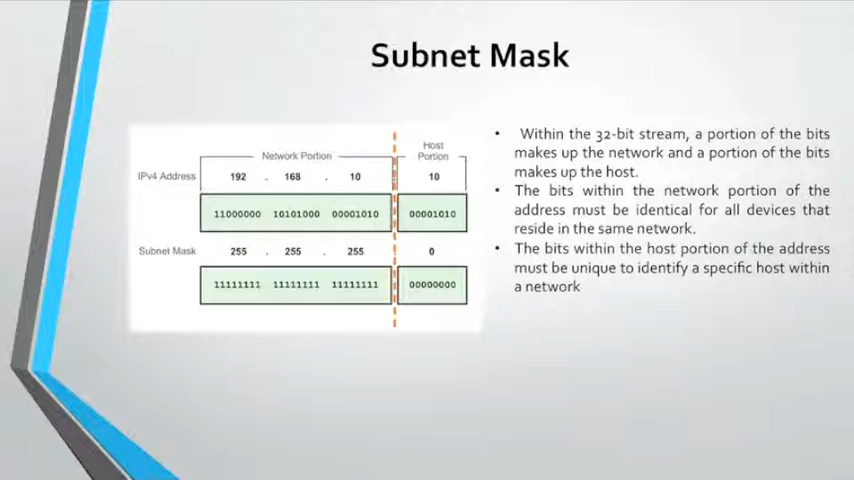 Subnet Mask
Network Portion
Host
Portion
IPv4 Address 192 . 168 . 10 10
11000000 10101000 00001010 00001010
Subnet Mask 255 . 255 . 255 0
11111111 11111111 11111111 00000000
• Within the 32-bit stream, a portion of the bits
makes up the network and a portion of the bits
makes up the host.
• The bits within the network portion of the
address must be identical for all devices that
reside in the same network.
• The bits within the host portion of the address
must be unique to identify a specific host within
a network